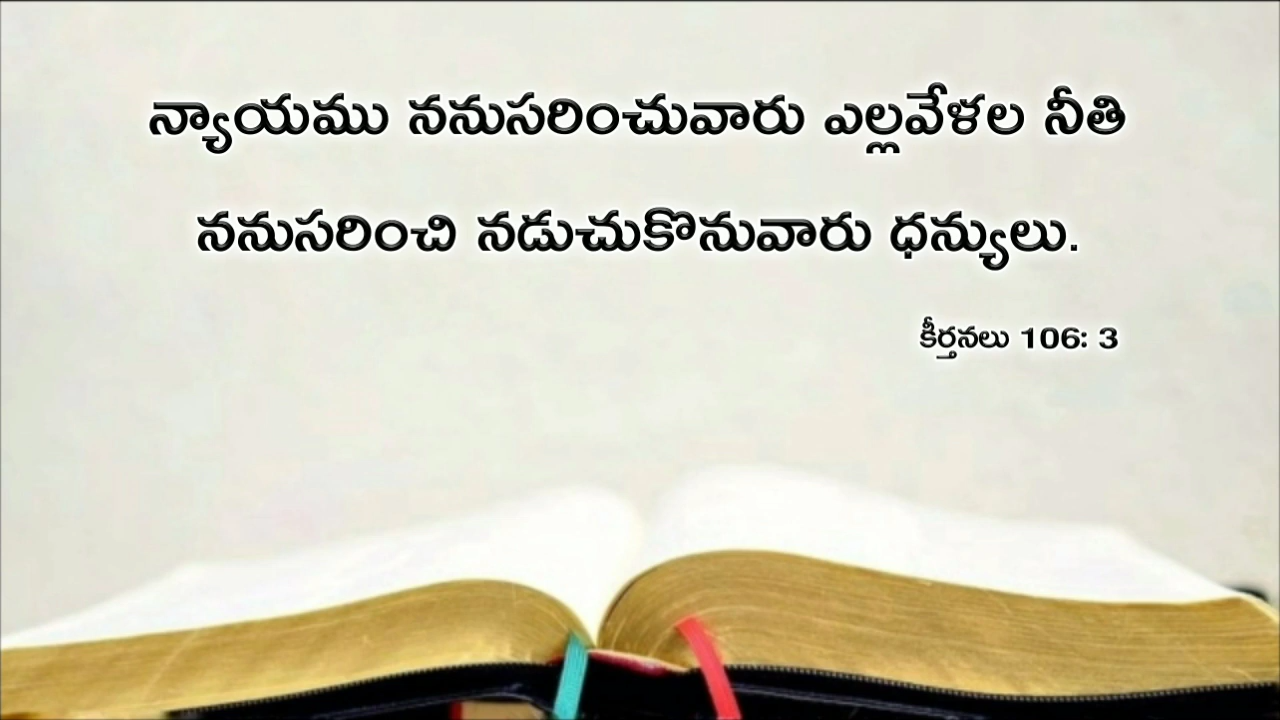 న్యాయము ననుసరించువారు ఎల్లవేళల నీతి
ననుసరించి నడుచుకొనువారు ధన్యులు.
కీర్తనలు 106: 3